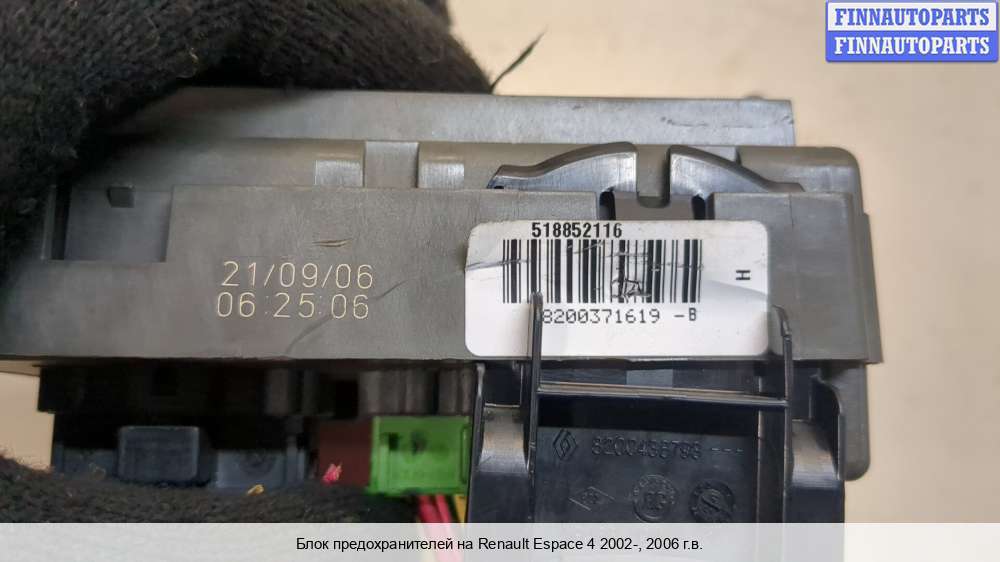 FINNAUTOPARTS
FINNAUTOPARTS
518852116
21/09/06
06:25:06
H
8200371619 -B
Блок предохранителей на Renault Espace 4 2002-, 2006 г.в.